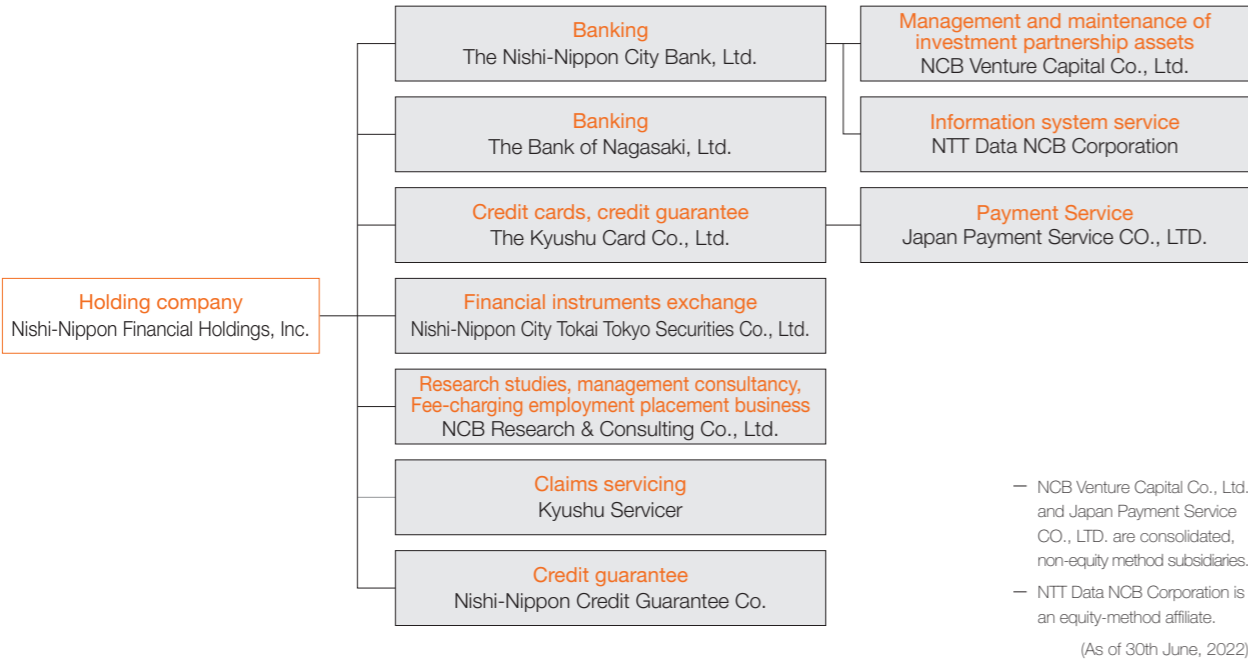 Holding company
Nishi-Nippon Financial Holdings, Inc.
Banking
The Nishi-Nippon City Bank, Ltd.
Management and maintenance of
investment partnership assets
NCB Venture Capital Co., Ltd.
Information system service
NTT Data NCB Corporation
Banking
The Bank of Nagasaki, Ltd.
Credit cards, credit guarantee
The Kyushu Card Co., Ltd.
Payment Service
Japan Payment Service CO., LTD.
Financial instruments exchange
Nishi-Nippon City Tokai Tokyo Securities Co., Ltd.
Research studies, management consultancy,
Fee-charging employment placement business
NCB Research & Consulting Co., Ltd.
Claims servicing
Kyushu Servicer
Credit guarantee
Nishi-Nippon Credit Guarantee Co.
— NCB Venture Capital Co., Ltd.
and Japan Payment Service
CO., LTD. are consolidated,
non-equity method subsidiaries.
— NTT Data NCB Corporation is
an equity-method affiliate.
(As of 30th June, 2022)